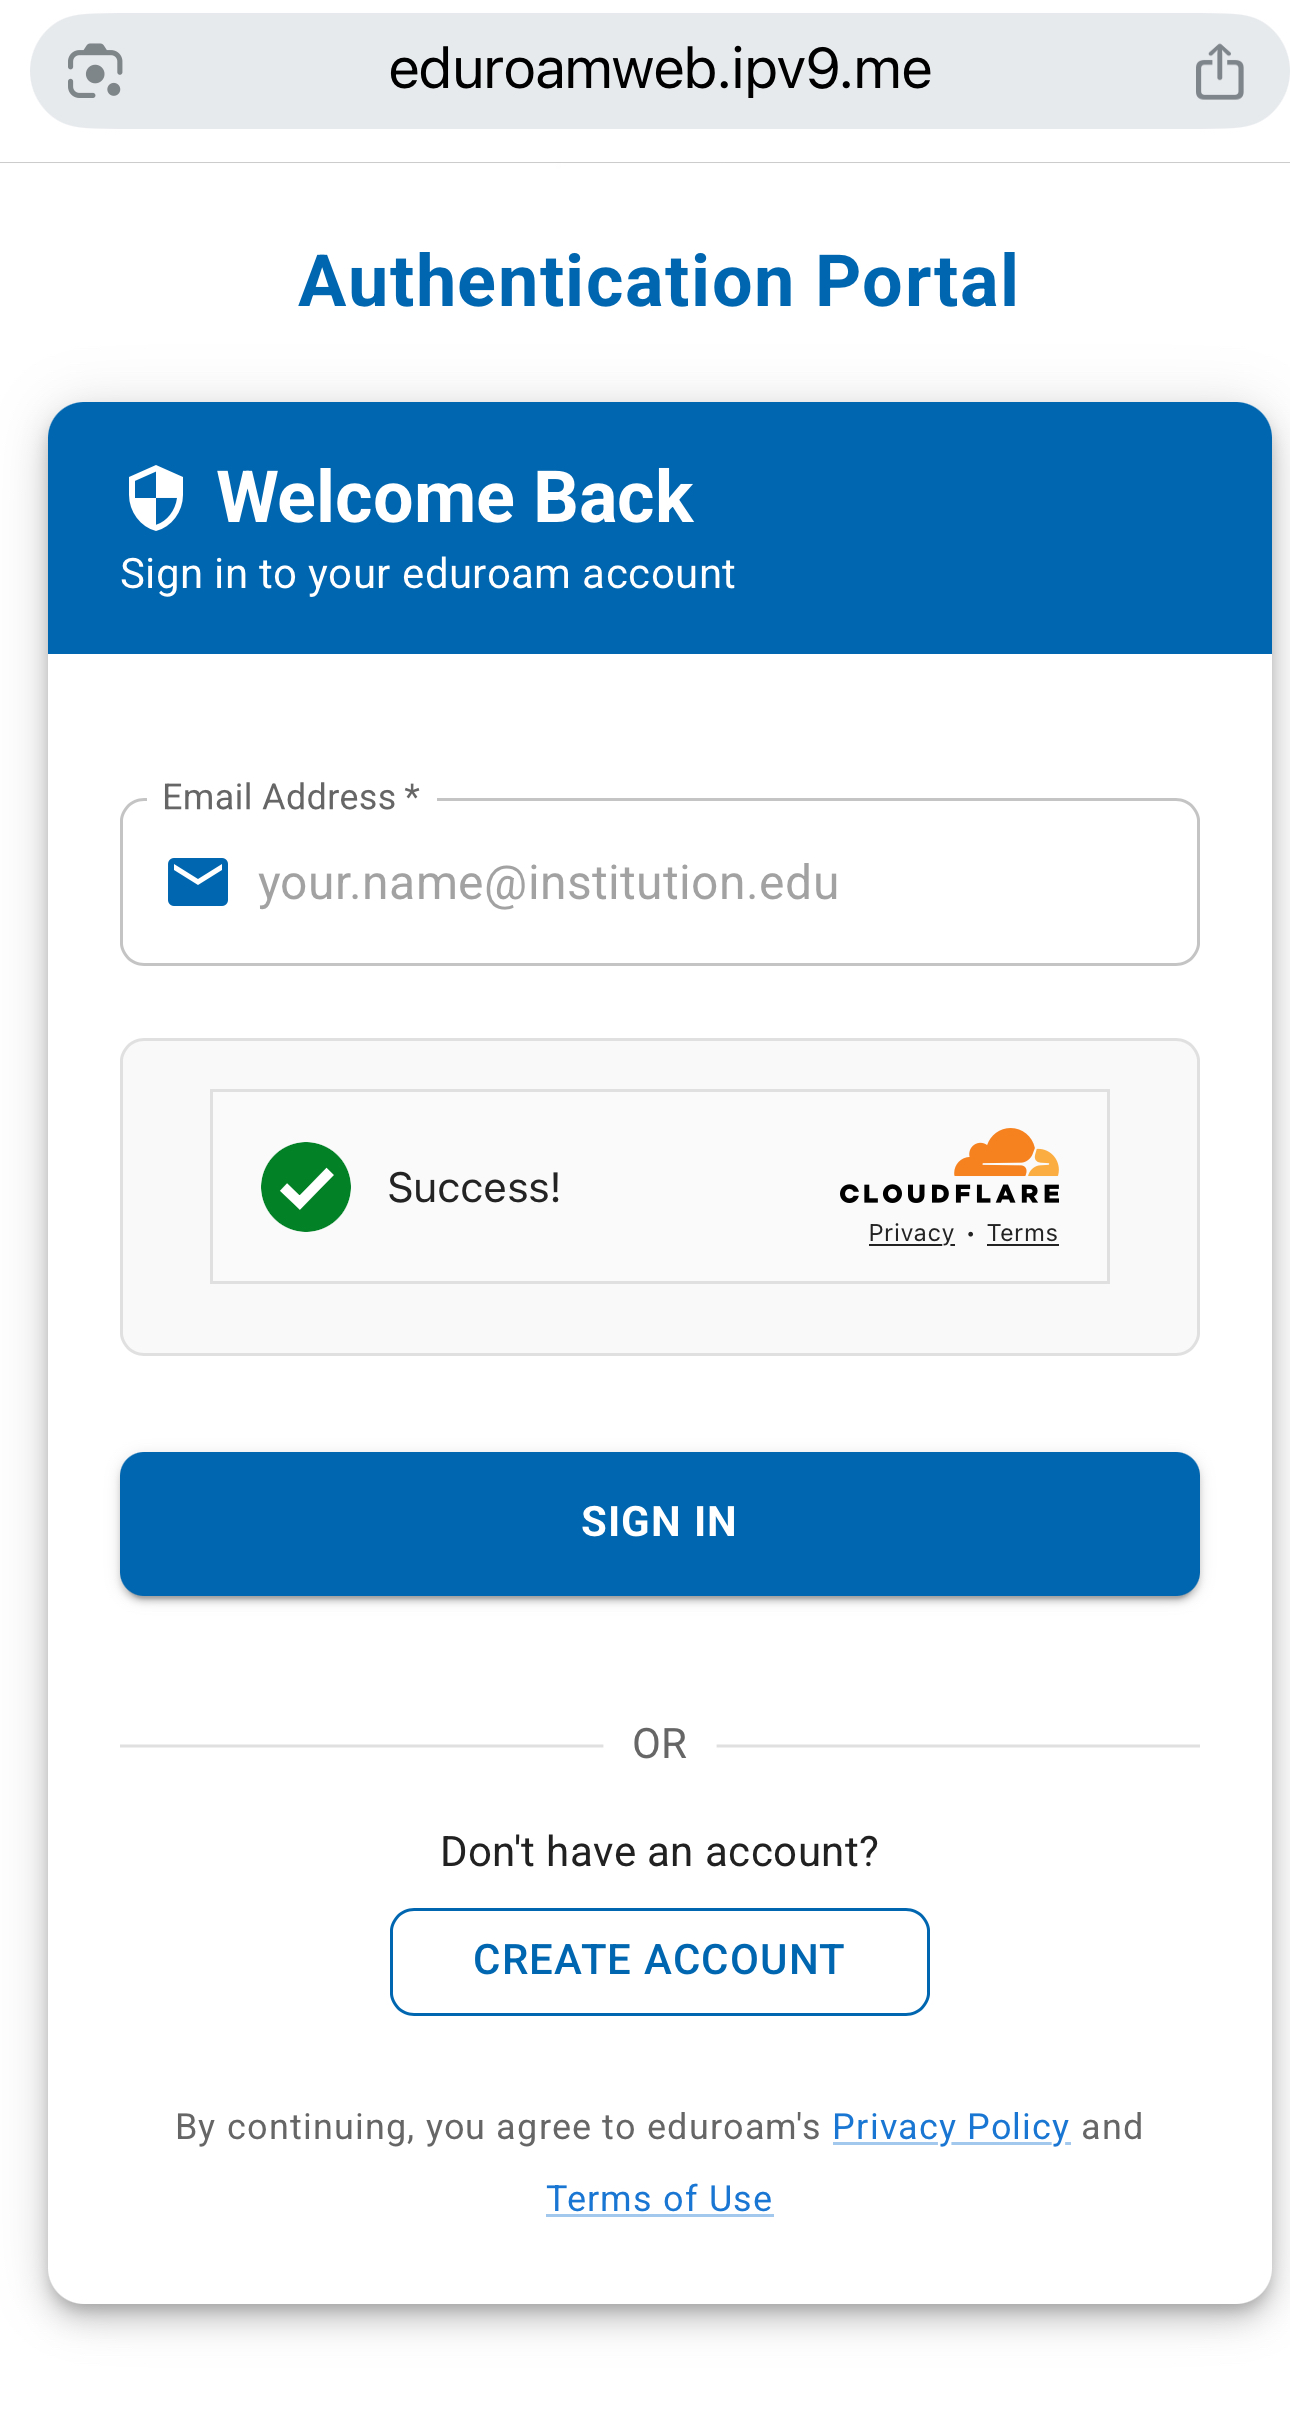 eduroamweb.ipv9.me
Authentication Portal
Welcome Back
Sign in to your eduroam account
Email Address *
your.name@institution.edu
Success!
CLOUDFLARE
Privacy • Terms
SIGN IN
OR
Don't have an account?
CREATE ACCOUNT
By continuing, you agree to eduroam's Privacy Policy and
Terms of Use